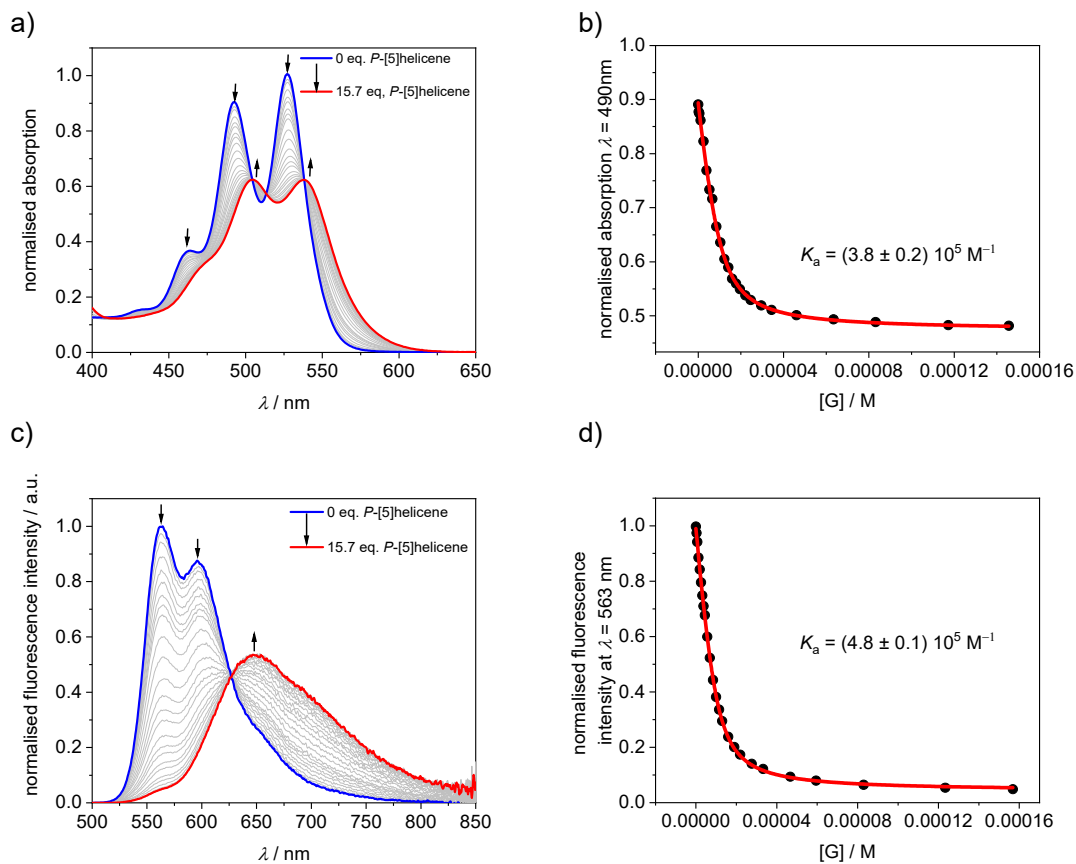 a)
normalised absorption
1.0
0.8
0.6
0.4
0.2
0.0
400
450
500
550
600
650
λ / nm
0 eq. P-[5]helicene
15.7 eq, P-[5]helicene
b)
normalised absorption λ = 490nm
1.0
0.9
0.8
0.7
0.6
0.5
0.00000
0.00004
0.00008
0.00012
0.00016
[G] / M
Ka = (3.8 ± 0.2) 10⁵ M⁻¹
c)
normalised fluorescence intensity / a.u.
1.0
0.8
0.6
0.4
0.2
0.0
500
550
600
650
700
750
800
850
λ / nm
0 eq. P-[5]helicene
15.7 eq. P-[5]helicene
d)
normalised fluorescence
intensity at λ = 563 nm
1.0
0.8
0.6
0.4
0.2
0.0
0.00000
0.00004
0.00008
0.00012
0.00016
[G] / M
Ka = (4.8 ± 0.1) 10⁵ M⁻¹